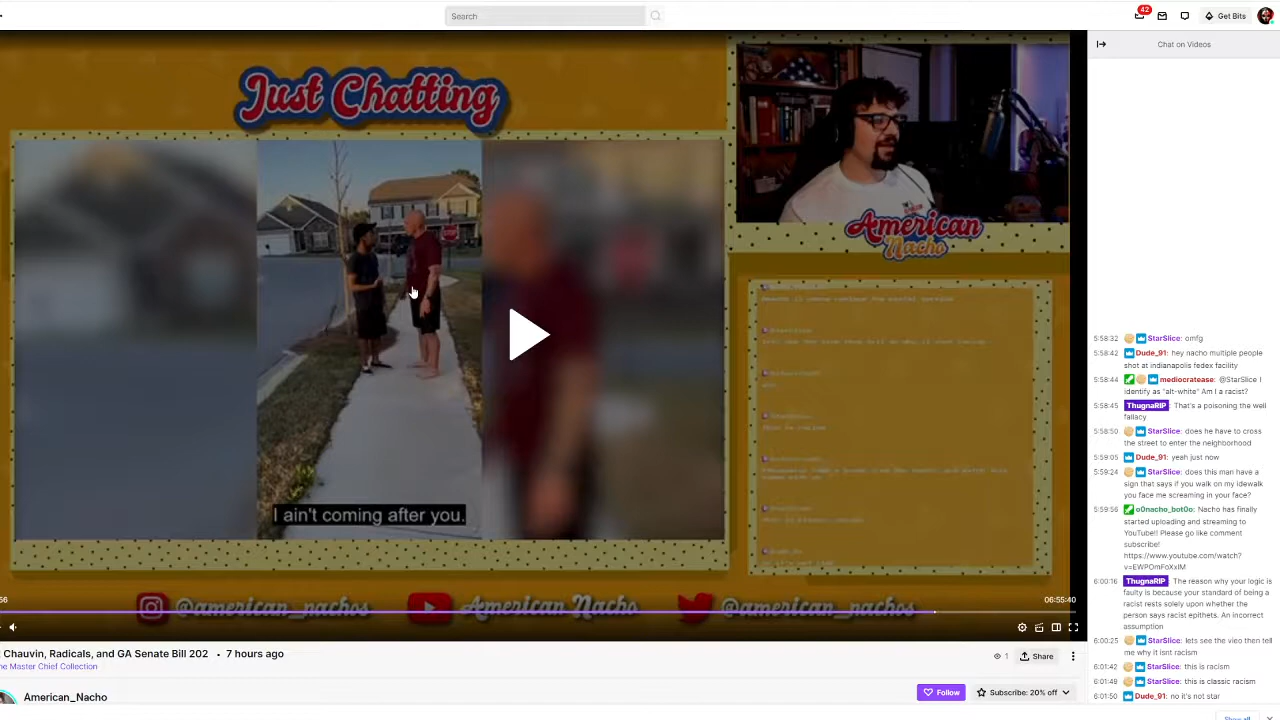 Search
42
Get Bits
Just Chatting
American
Nacho
I ain't coming after you.
@american_nachos
American Nacho
@american_nachos
56
06:55:40
Chauvin, Radicals, and GA Senate Bill 202 • 7 hours ago
1
Share
The Master Chief Collection
American_Nacho
Follow
Subscribe: 20% off
Chat on Videos
5:58:32 StarSlice: omfg
5:58:42 Dude_91: hey nacho multiple people
shot at indianapolis fedex facility
5:58:44 mediocratease: @StarSlice I
identify as "alt-white" Am I a racist?
5:58:45 ThugnaRIP: That's a poisoning the well
fallacy
5:58:50 StarSlice: does he have to cross
the street to enter the neighborhood
5:59:05 Dude_91: yeah just now
5:59:24 StarSlice: does this man have a
sign that says if you walk on my idewalk
you face me screaming in your face?
5:59:56 o0nacho_bot0o: Nacho has finally
started uploading and streaming to
YouTube!! Please go like comment
subscribe!
https://www.youtube.com/watch?
v=EWPOmFoXxIM
6:00:16 ThugnaRIP: The reason why your logic is
faulty is because your standard of being a
racist rests solely upon whether the
person says racist epithets. An incorrect
assumption
6:00:25 StarSlice: lets see the vieo then tell
me why it isnt racism
6:01:42 StarSlice: this is racism
6:01:48 StarSlice: this is classic racism
6:01:50 Dude_91: no it's not star
Show all